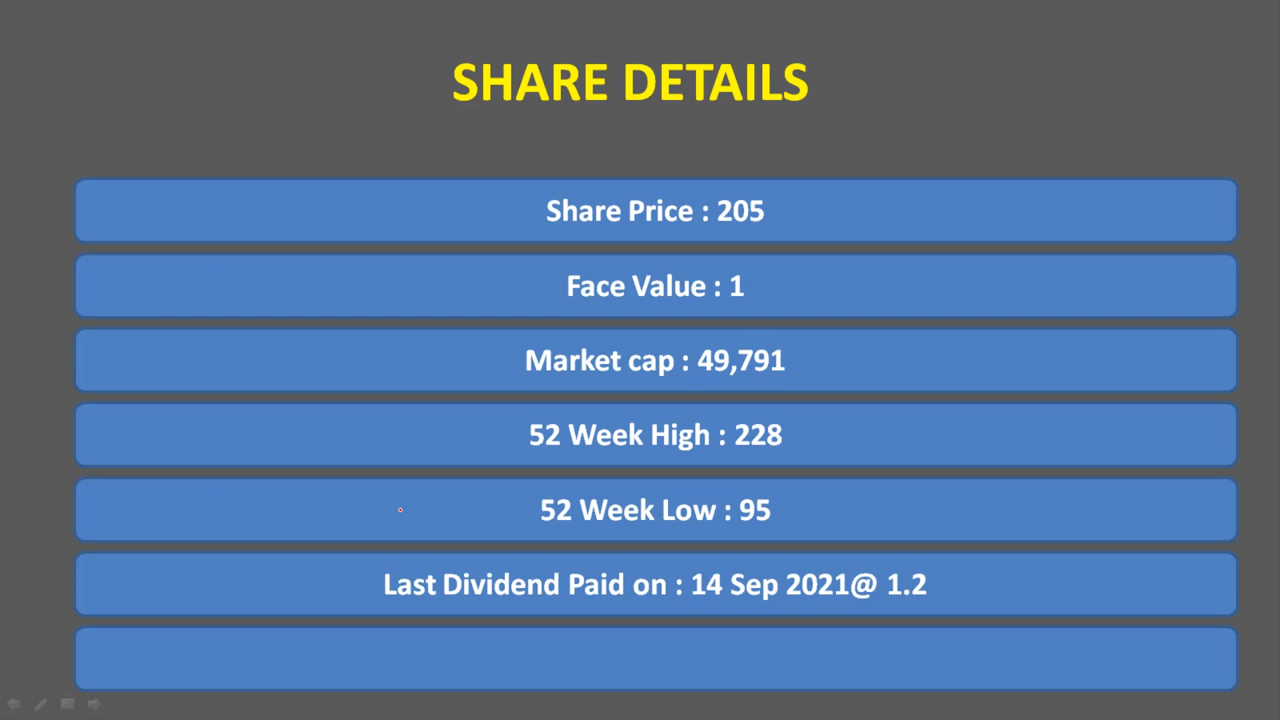 SHARE DETAILS
Share Price : 205
Face Value : 1
Market cap : 49,791
52 Week High : 228
52 Week Low : 95
Last Dividend Paid on : 14 Sep 2021@ 1.2